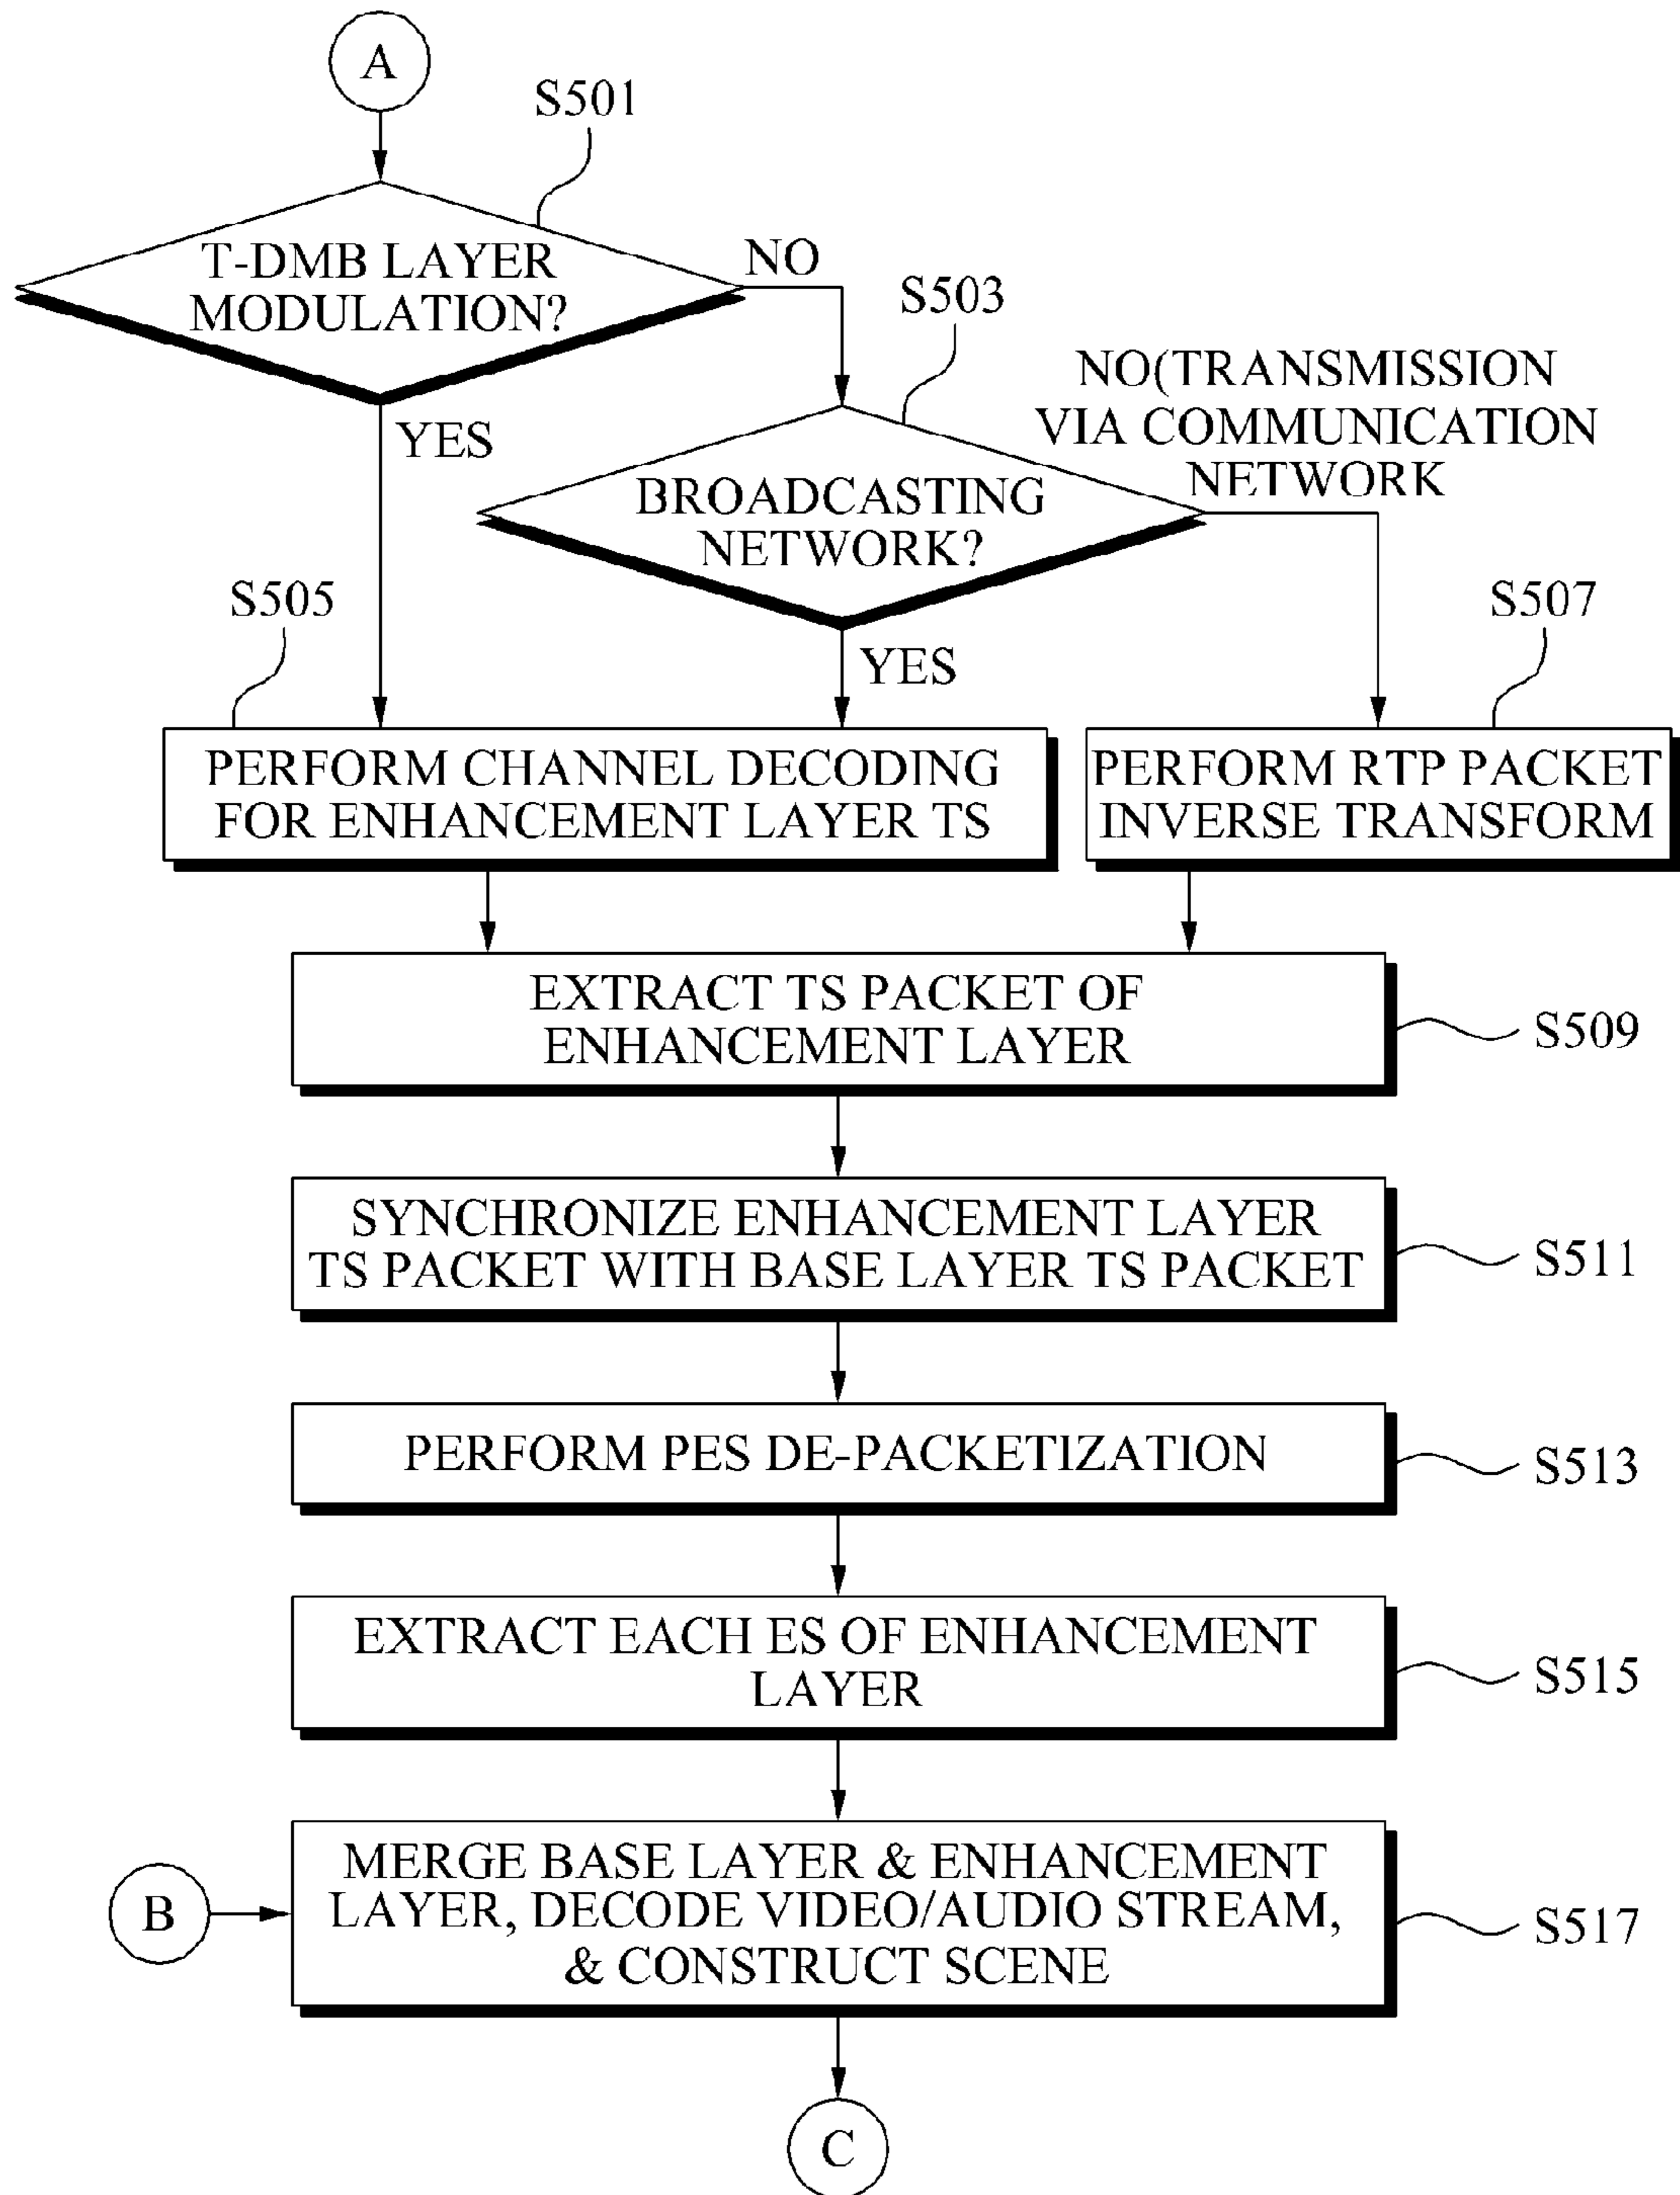 A
S501
T-DMB LAYER
MODULATION?
NO
YES
S503
BROADCASTING
NETWORK?
NO(TRANSMISSION
VIA COMMUNICATION
NETWORK
YES
S505
PERFORM CHANNEL DECODING
FOR ENHANCEMENT LAYER TS
S507
PERFORM RTP PACKET
INVERSE TRANSFORM
EXTRACT TS PACKET OF
ENHANCEMENT LAYER
S509
SYNCHRONIZE ENHANCEMENT LAYER
TS PACKET WITH BASE LAYER TS PACKET
S511
PERFORM PES DE-PACKETIZATION
S513
EXTRACT EACH ES OF ENHANCEMENT
LAYER
S515
B
MERGE BASE LAYER & ENHANCEMENT
LAYER, DECODE VIDEO/AUDIO STREAM,
& CONSTRUCT SCENE
S517
C